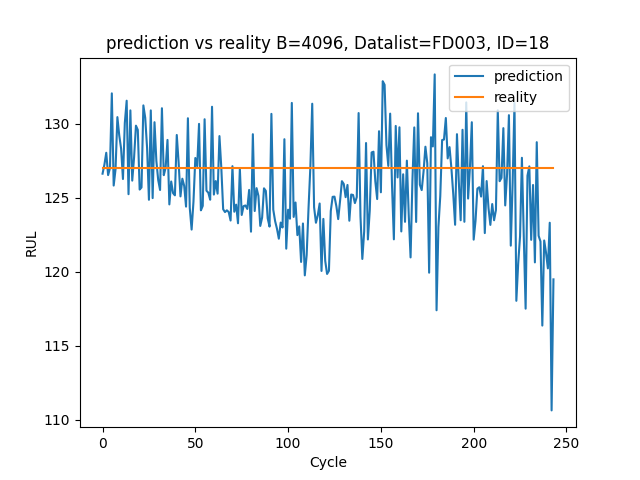 prediction vs reality B=4096, Datalist=FD003, ID=18
prediction
reality
130
125
120
115
110
RUL
0 50 100 150 200 250
Cycle